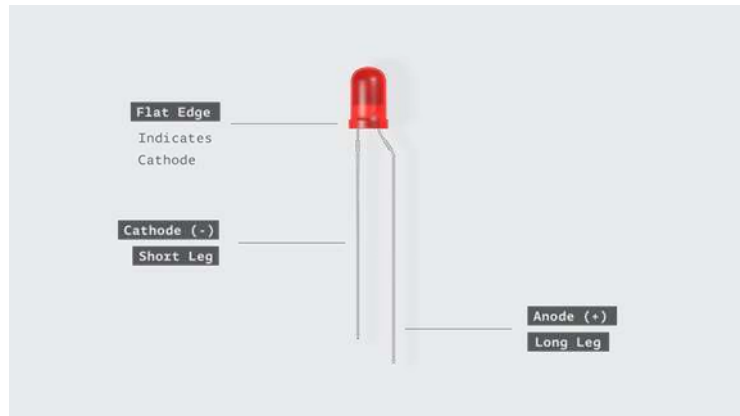 Flat Edge
Indicates
Cathode
Cathode (-)
Short Leg
Anode (+)
Long Leg